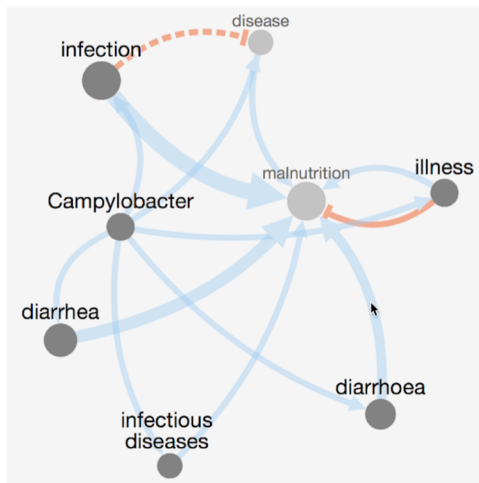 disease
infection
malnutrition
illness
Campylobacter
diarrhea
diarrhoea
infectious
diseases